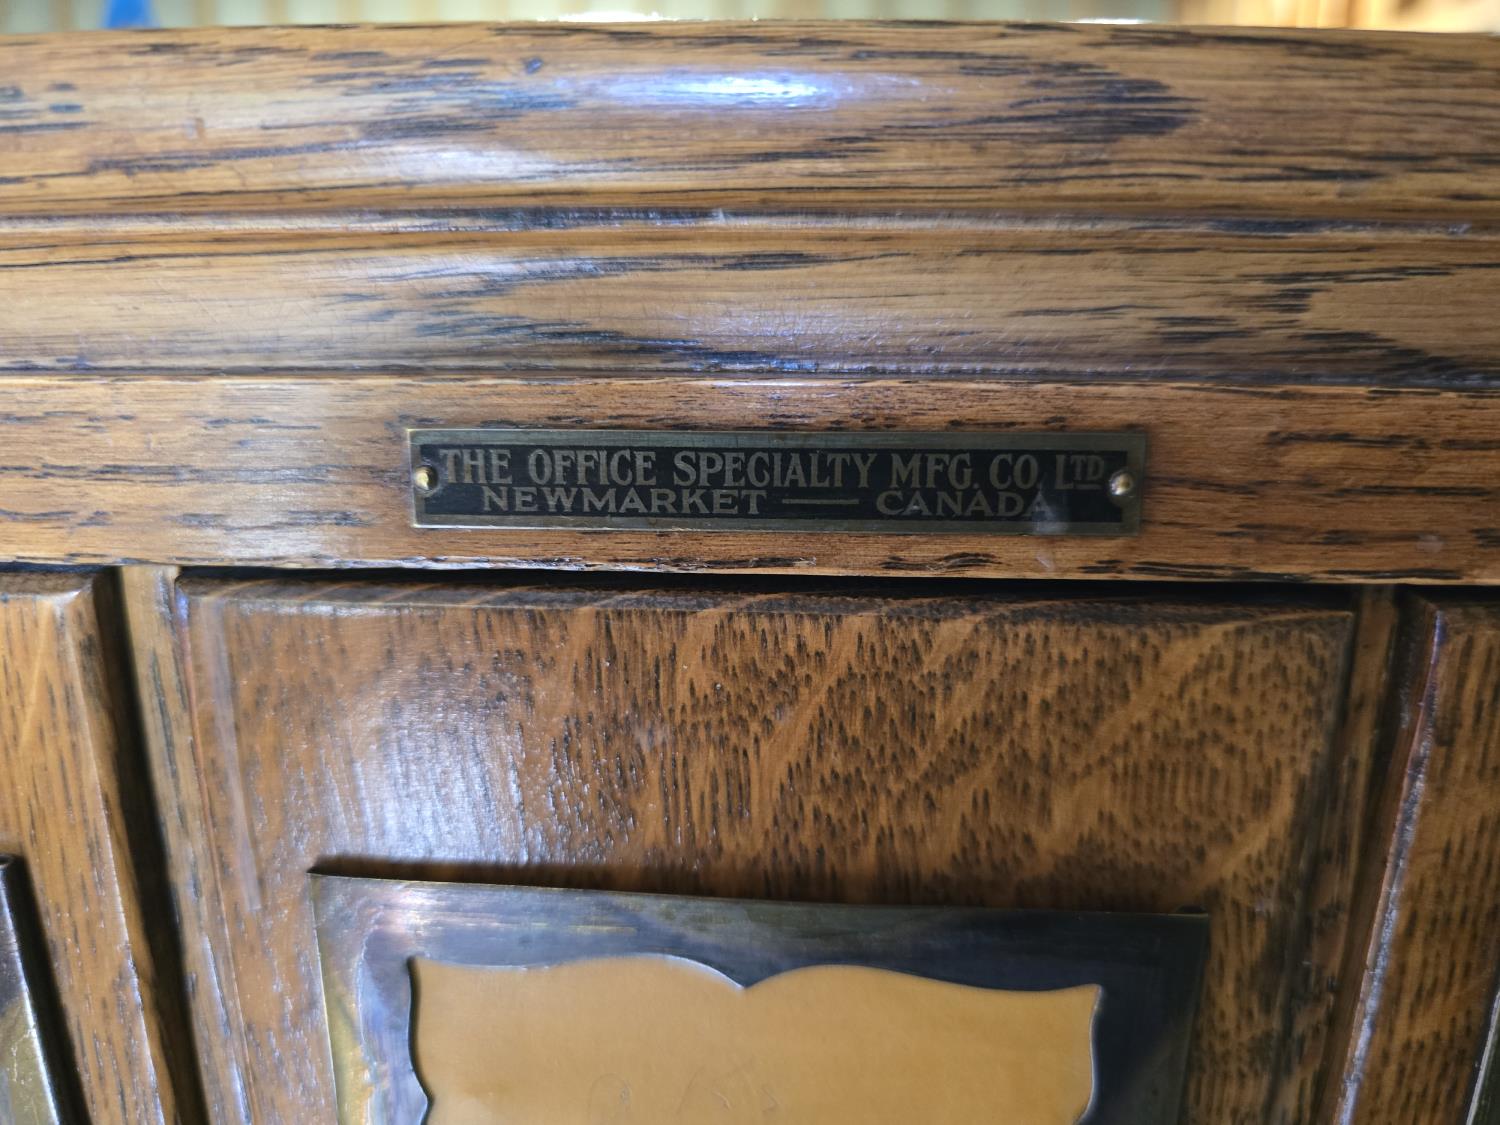 THE OFFICE SPECIALTY MFG. CO. LTD.
NEWMARKET — CANADA